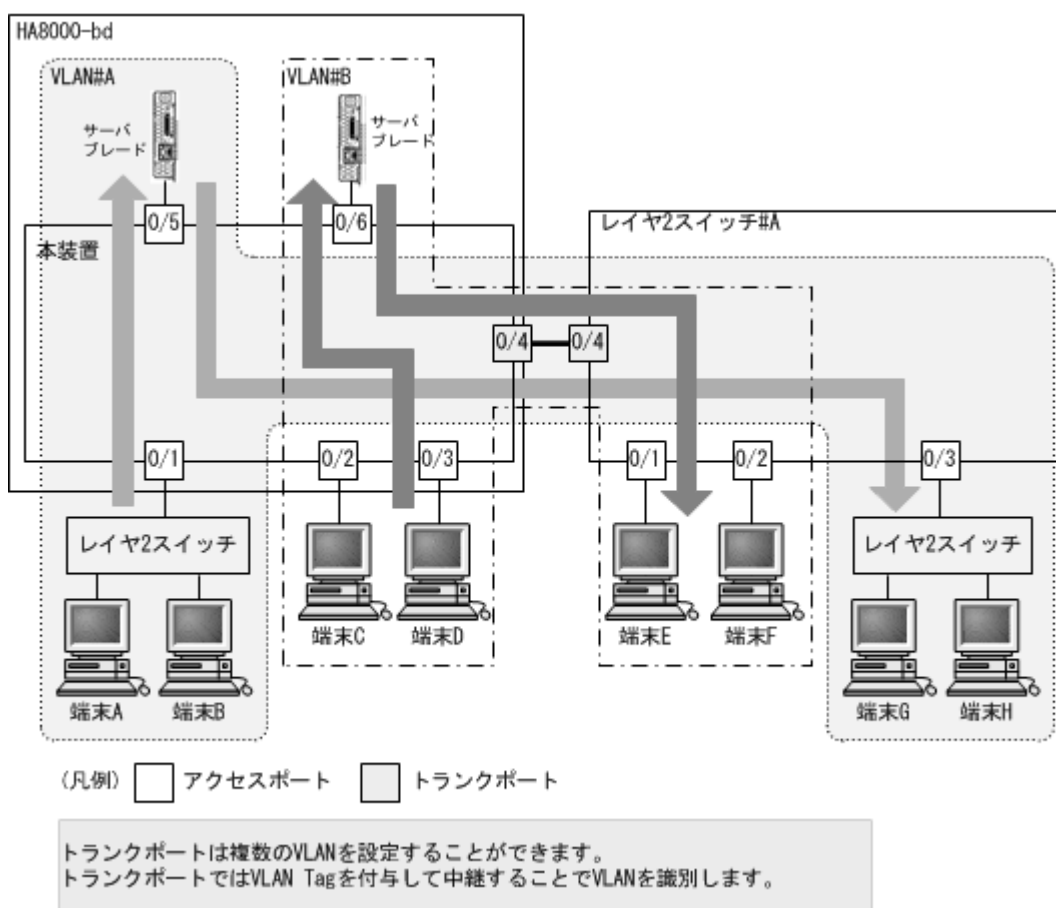 HA8000-bd
VLAN#A
VLAN#B
サーバ
ブレード
サーバ
ブレード
0/5
0/6
レイヤ2スイッチ#A
本装置
0/4
0/4
0/1
0/2
0/3
0/1
0/2
0/3
レイヤ2スイッチ
レイヤ2スイッチ
端末C
端末D
端末E
端末F
端末A
端末B
端末G
端末H
(凡例) アクセスポート トランクポート
トランクポートは複数のVLANを設定することができます。
トランクポートではVLAN Tagを付与して中継することでVLANを識別します。